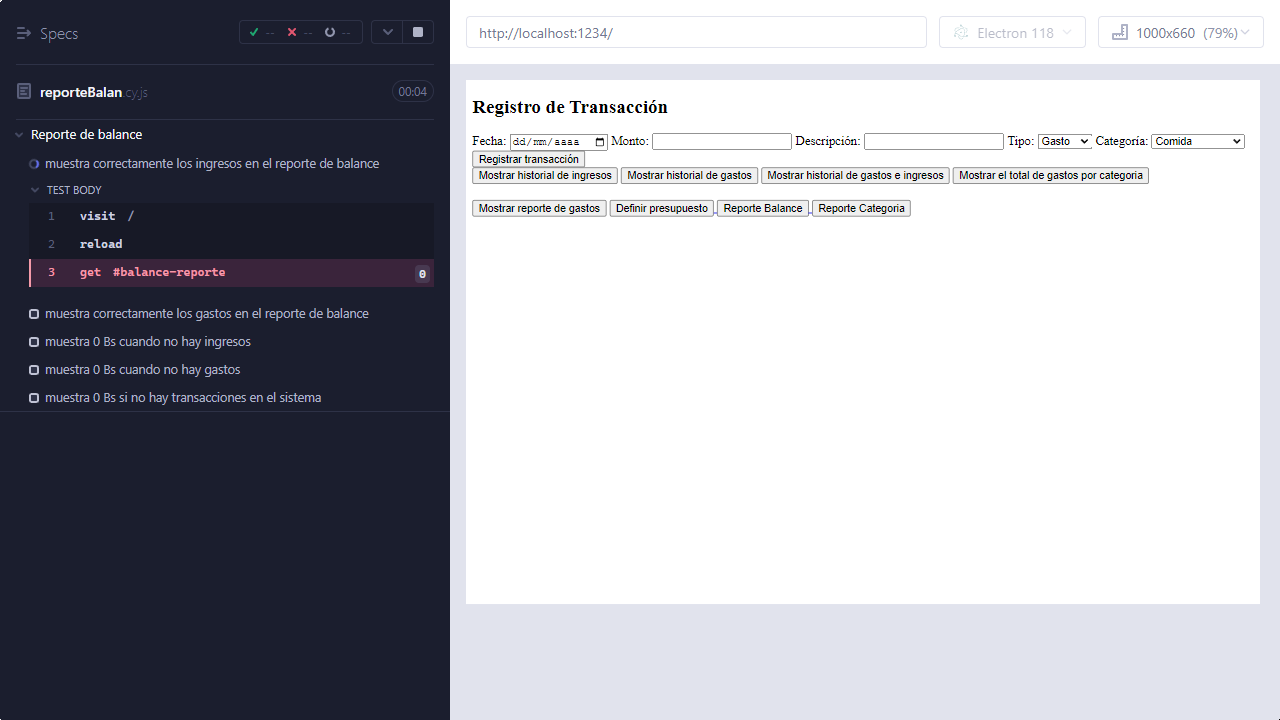 Specs
-- -- --
reporteBalan.cy.js 00:04
Reporte de balance
muestra correctamente los ingresos en el reporte de balance
TEST BODY
1 visit /
2 reload
3 get #balance-reporte 0
muestra correctamente los gastos en el reporte de balance
muestra 0 Bs cuando no hay ingresos
muestra 0 Bs cuando no hay gastos
muestra 0 Bs si no hay transacciones en el sistema
http://localhost:1234/ Electron 118 1000x660 (79%)
Registro de Transacción
Fecha: dd/mm/aaaa Monto: Descripción: Tipo: Gasto Categoría: Comida
Registrar transacción
Mostrar historial de ingresos Mostrar historial de gastos Mostrar historial de gastos e ingresos Mostrar el total de gastos por categoria
Mostrar reporte de gastos Definir presupuesto Reporte Balance Reporte Categoria